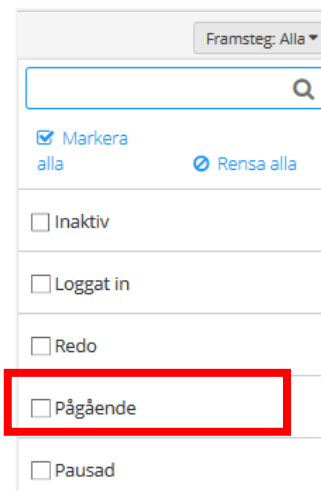 Framsteg: Alla
Markera
alla
Rensa alla
Inaktiv
Loggat in
Redo
Pågående
Pausad